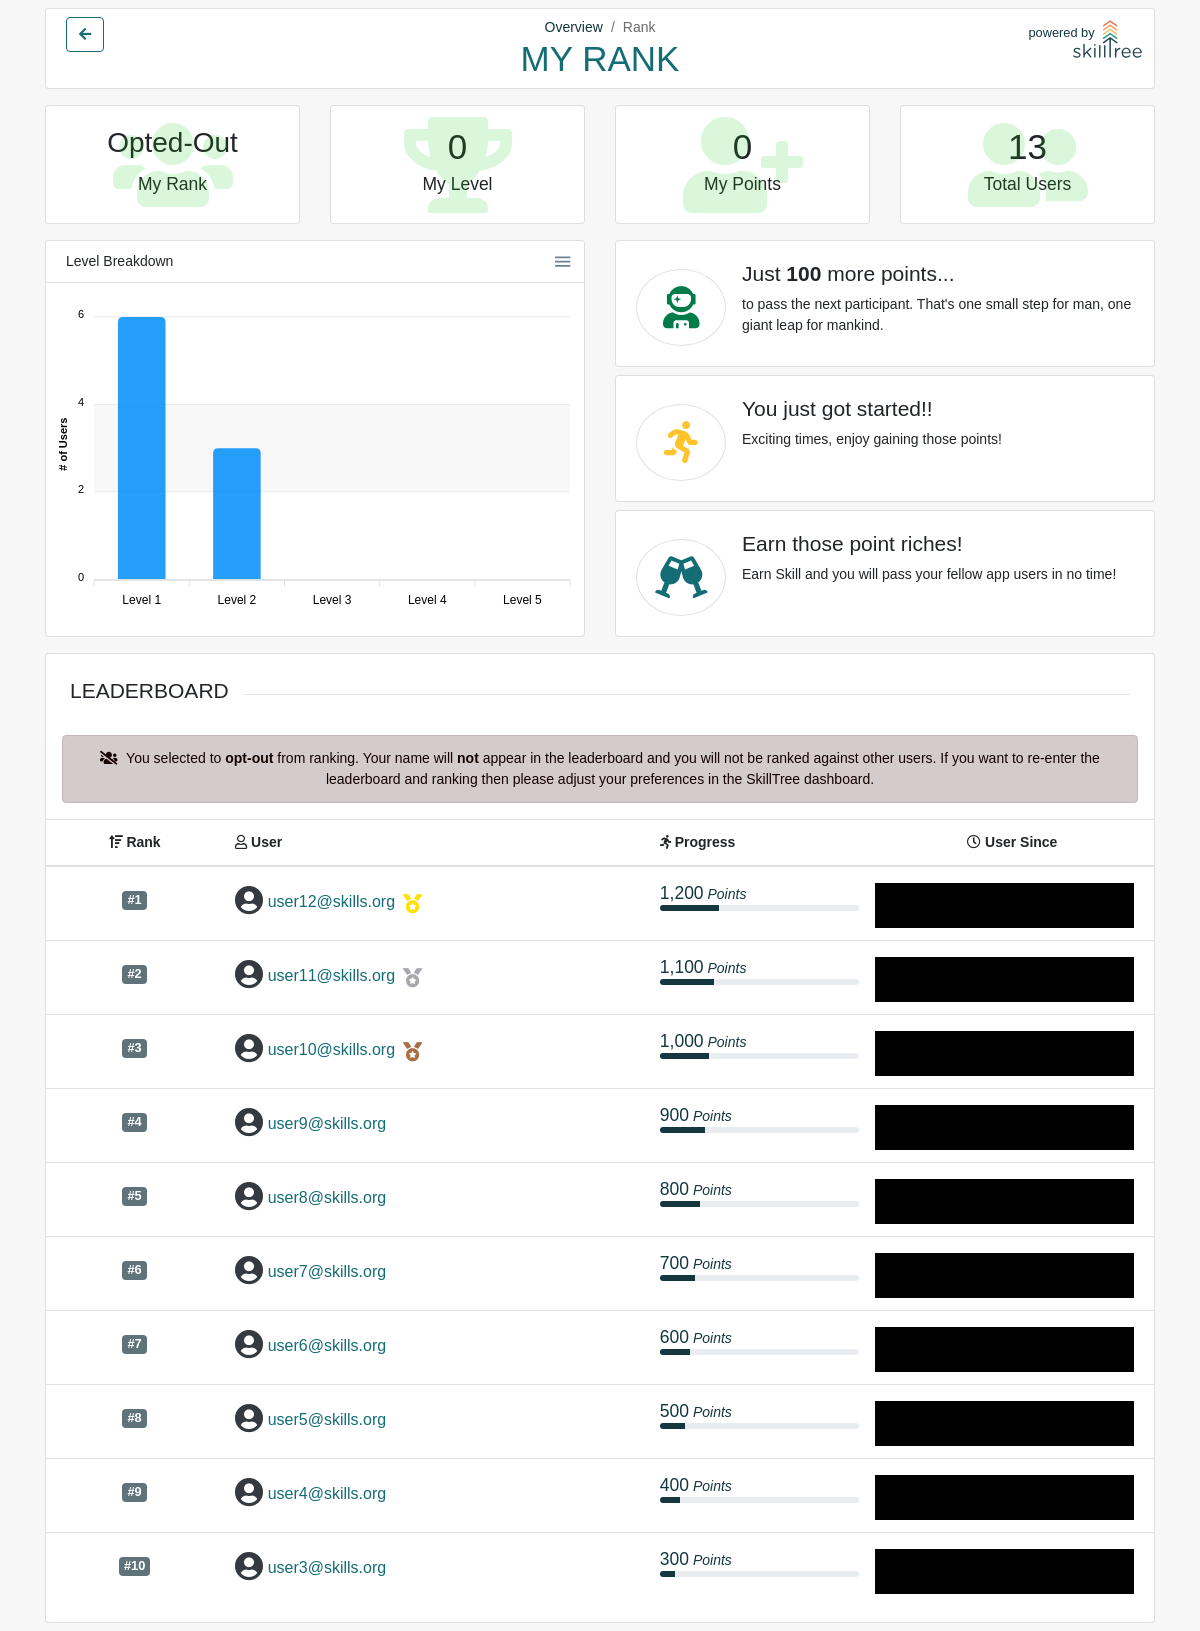 Overview / Rank
MY RANK
powered by
skilltree
Opted-Out
My Rank
0
My Level
0
My Points
13
Total Users
Level Breakdown
6
4
2
0
# of Users
Level 1
Level 2
Level 3
Level 4
Level 5
Just 100 more points...
to pass the next participant. That's one small step for man, one
giant leap for mankind.
You just got started!!
Exciting times, enjoy gaining those points!
Earn those point riches!
Earn Skill and you will pass your fellow app users in no time!
LEADERBOARD
You selected to opt-out from ranking. Your name will not appear in the leaderboard and you will not be ranked against other users. If you want to re-enter the
leaderboard and ranking then please adjust your preferences in the SkillTree dashboard.
Rank User Progress User Since
#1 user12@skills.org 1,200 Points
#2 user11@skills.org 1,100 Points
#3 user10@skills.org 1,000 Points
#4 user9@skills.org 900 Points
#5 user8@skills.org 800 Points
#6 user7@skills.org 700 Points
#7 user6@skills.org 600 Points
#8 user5@skills.org 500 Points
#9 user4@skills.org 400 Points
#10 user3@skills.org 300 Points